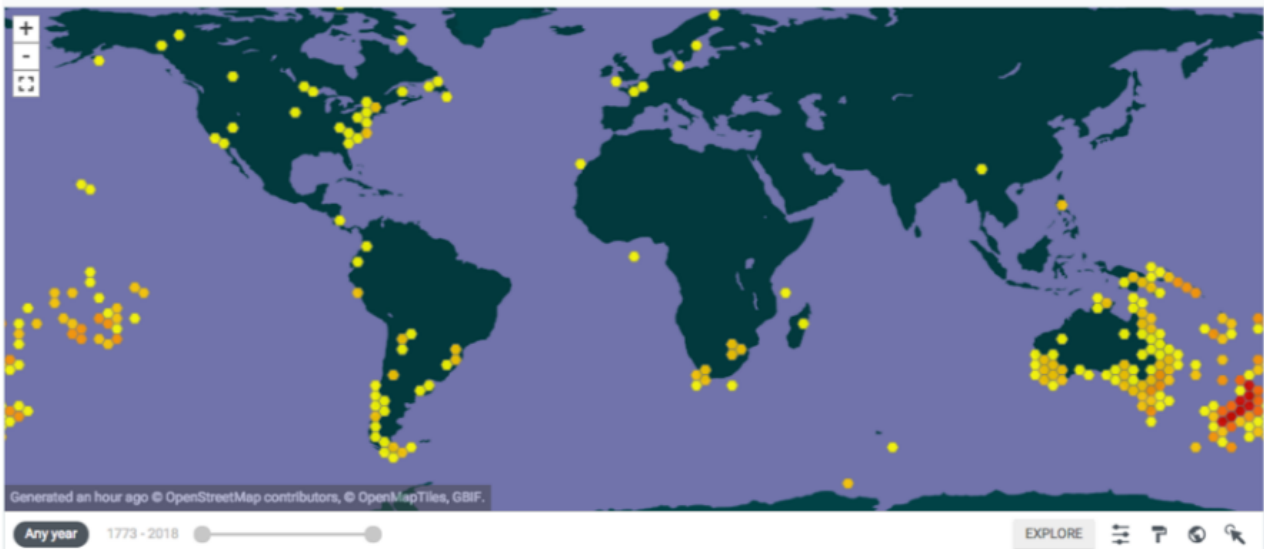 +
-
Generated an hour ago © OpenStreetMap contributors, © OpenMapTiles, GBIF.
Any year 1773 - 2018 EXPLORE